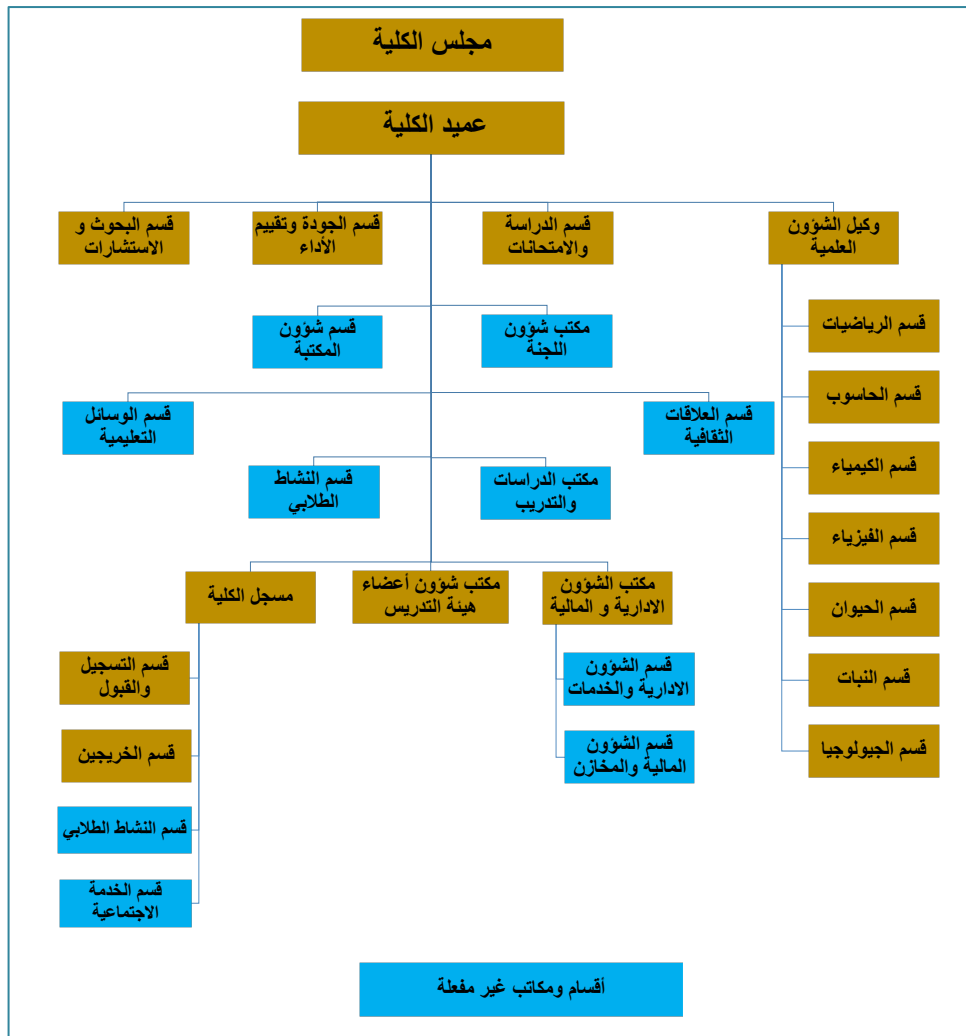 مجلس الكلية
عميد الكلية
وكيل الشؤون
العلمية
قسم الدراسة
والامتحانات
قسم الجودة وتقييم
الأداء
قسم البحوث و
الاستشارات
قسم الرياضيات
قسم الحاسوب
قسم الكيمياء
قسم الفيزياء
قسم الحيوان
قسم النبات
قسم الجيولوجيا
مكتب شؤون
اللجنة
قسم شؤون
المكتبة
قسم العلاقات
الثقافية
قسم الوسائل
التعليمية
مكتب الدراسات
والتدريب
قسم النشاط
الطلابي
مكتب الشؤون
الادارية و المالية
مكتب شؤون أعضاء
هيئة التدريس
مسجل الكلية
قسم الشؤون
الادارية والخدمات
قسم الشؤون
المالية والمخازن
قسم التسجيل
والقبول
قسم الخريجين
قسم النشاط الطلابي
قسم الخدمة
الاجتماعية
أقسام ومكاتب غير مفعلة